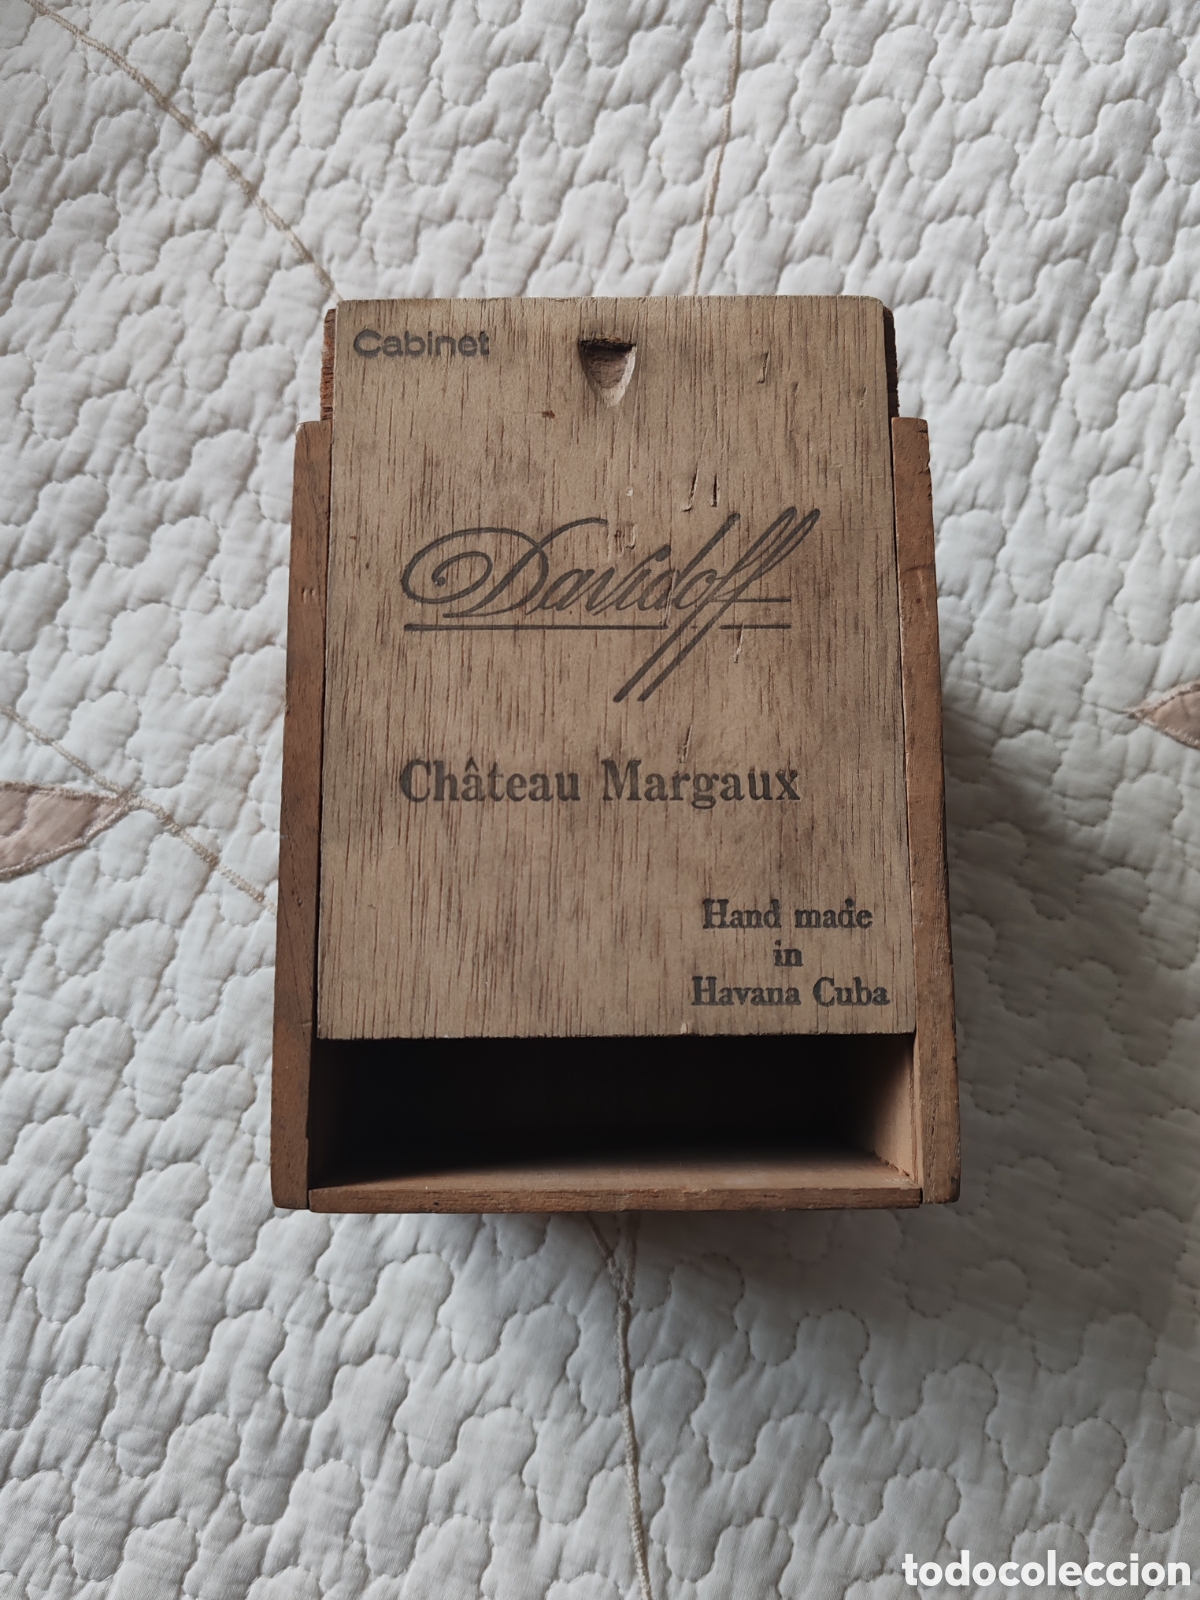 Cabinet
Davidoff
Château Margaux
Hand made
in
Havana Cuba
todocoleccion